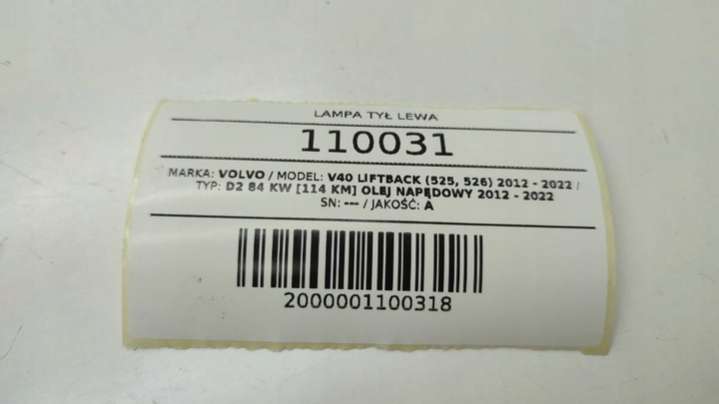 LAMPA TYŁ LEWA
110031
MARKA: VOLVO / MODEL: V40 LIFTBACK (525, 526) 2012 - 2022 /
TYP: D2 84 KW [114 KM] OLEJ NAPĘDOWY 2012 - 2022
SN: --- / JAKOŚĆ: A
2000001100318